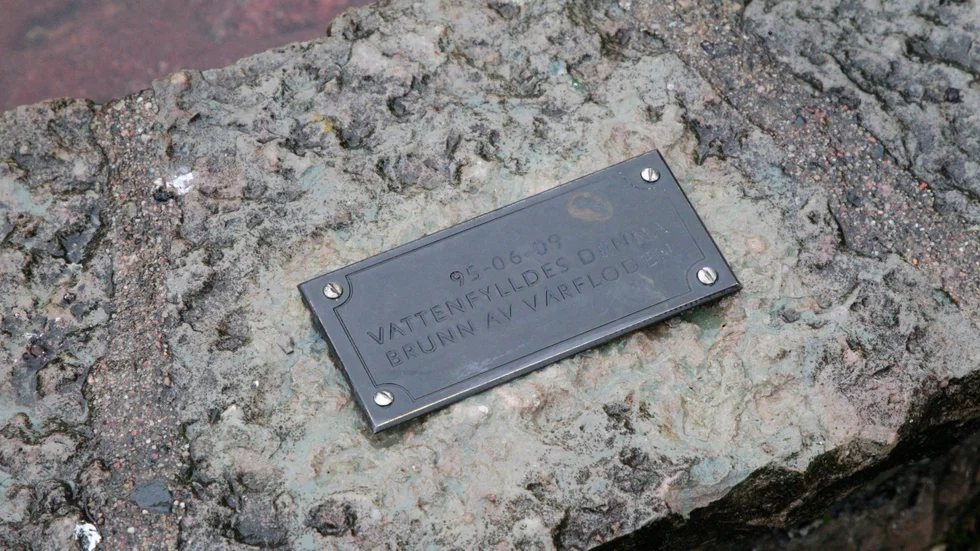 95-06-09
VATTENFYLLDES DENNA
BRUNN AV VÅRFLODEN